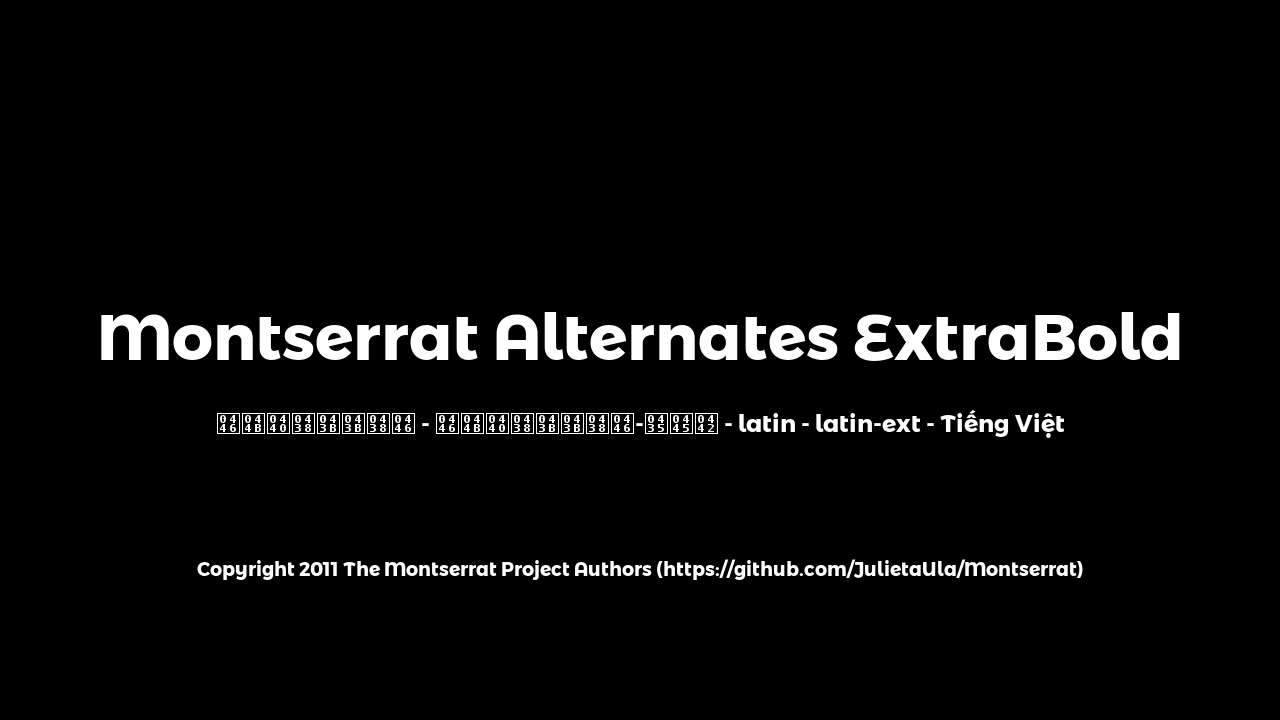 Montserrat Alternates ExtraBold
- latin - latin-ext - Tiếng Việt
Copyright 2011 The Montserrat Project Authors (https://github.com/JulietaUla/Montserrat)